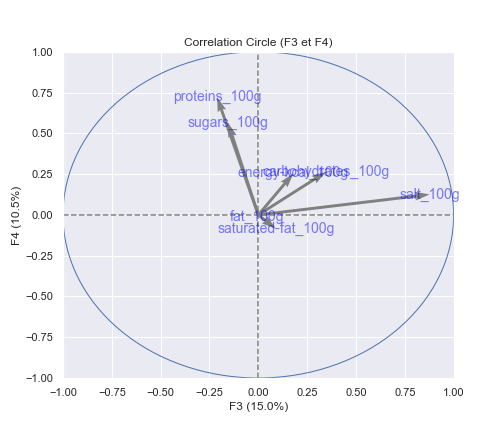 Correlation Circle (F3 et F4)
1.00
0.75
proteins_100g
sugars_100g
0.50
0.25
carbohydrates_100g
salt_100g
0.00
fat_100g
saturated-fat_100g
−0.25
−0.50
−0.75
−1.00
F4 (10.5%)
−1.00 −0.75 −0.50 −0.25 0.00 0.25 0.50 0.75 1.00
F3 (15.0%)